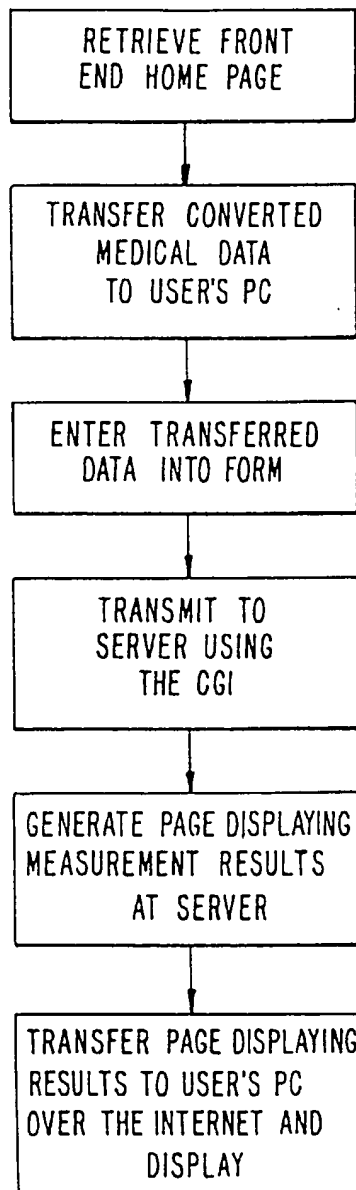 RETRIEVE FRONT
END HOME PAGE
TRANSFER CONVERTED
MEDICAL DATA
TO USER'S PC
ENTER TRANSFERRED
DATA INTO FORM
TRANSMIT TO
SERVER USING
THE CGI
GENERATE PAGE DISPLAYING
MEASUREMENT RESULTS
AT SERVER
TRANSFER PAGE DISPLAYING
RESULTS TO USER'S PC
OVER THE INTERNET AND
DISPLAY